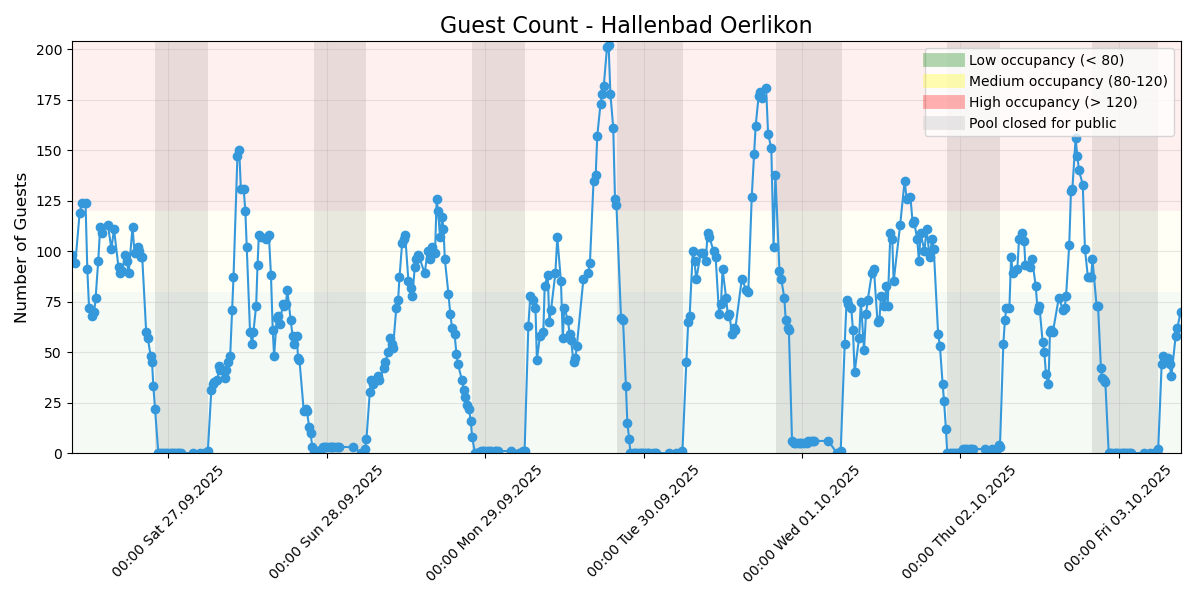 Guest Count - Hallenbad Oerlikon
Number of Guests
200
175
150
125
100
75
50
25
0
Low occupancy (< 80)
Medium occupancy (80-120)
High occupancy (> 120)
Pool closed for public
00:00 Sat 27.09.2025
00:00 Sun 28.09.2025
00:00 Mon 29.09.2025
00:00 Tue 30.09.2025
00:00 Wed 01.10.2025
00:00 Thu 02.10.2025
00:00 Fri 03.10.2025